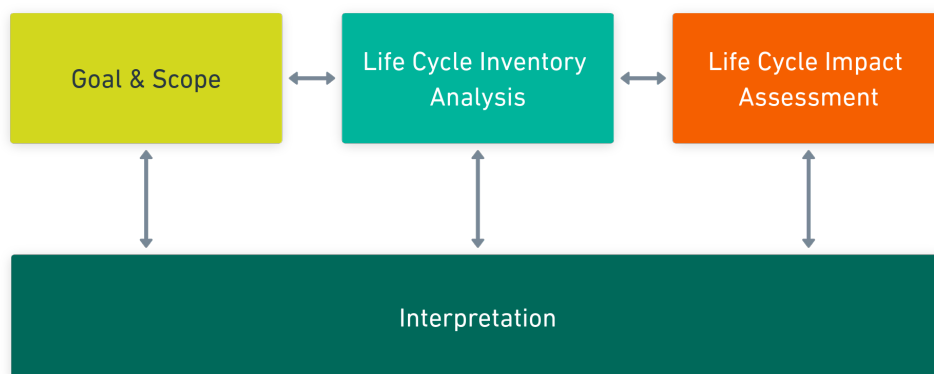 Goal & Scope
Life Cycle Inventory
Analysis
Life Cycle Impact
Assessment
Interpretation